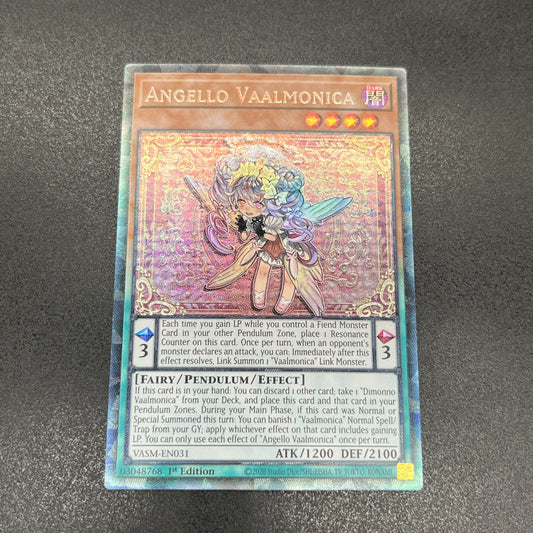 ANGELLO VAALMONICA
DARK
闇
Each time you gain LP while you control a Fiend Monster
Card in your other Pendulum Zone, place 1 Resonance
Counter on this card. Once per turn, when an opponent's
monster declares an attack, you can: Immediately after this
effect resolves, Link Summon 1 "Vaalmonica" Link Monster.
3
3
[FAIRY/PENDULUM/EFFECT]
If this card is in your hand: You can discard 1 other card; take 1 "Dimonno
Vaalmonica" from your Deck, and place this card and that card in your
Pendulum Zones. During your Main Phase, if this card was Normal or
Special Summoned this turn: You can banish 1 "Vaalmonica" Normal Spell/
Trap from your GY; apply whichever effect on that card includes gaining
LP. You can only use each effect of "Angello Vaalmonica" once per turn.
VASM-EN031 ATK/1200 DEF/2100
03048768 1st Edition ©2020 Studio Dice/SHUEISHA, TV TOKYO, KONAMI